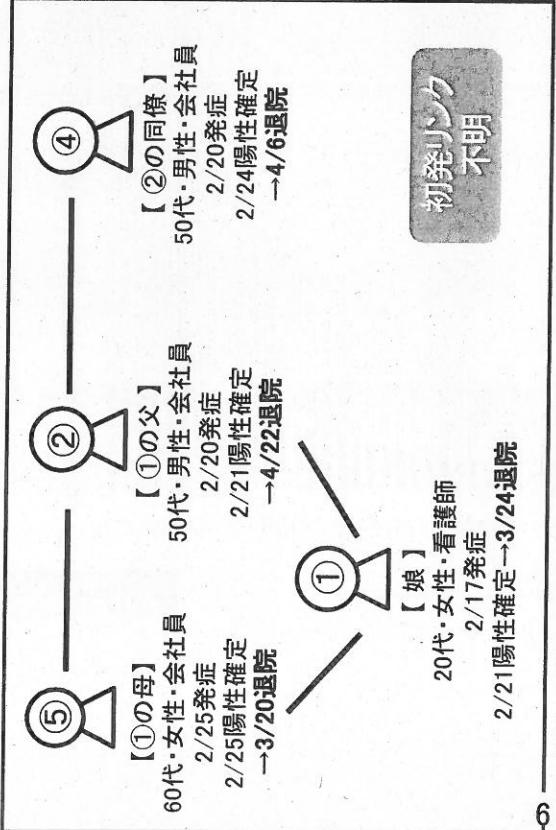 ⑤
【①の母】
60代・女性・会社員
2/25発症
2/25陽性確定
→3/20退院
②
【①の父】
50代・男性・会社員
2/20発症
2/21陽性確定
→4/22退院
④
【②の同僚】
50代・男性・会社員
2/20発症
2/24陽性確定
→4/6退院
①
【娘】
20代・女性・看護師
2/17発症
2/21陽性確定→3/24退院
初発リンク
不明
6